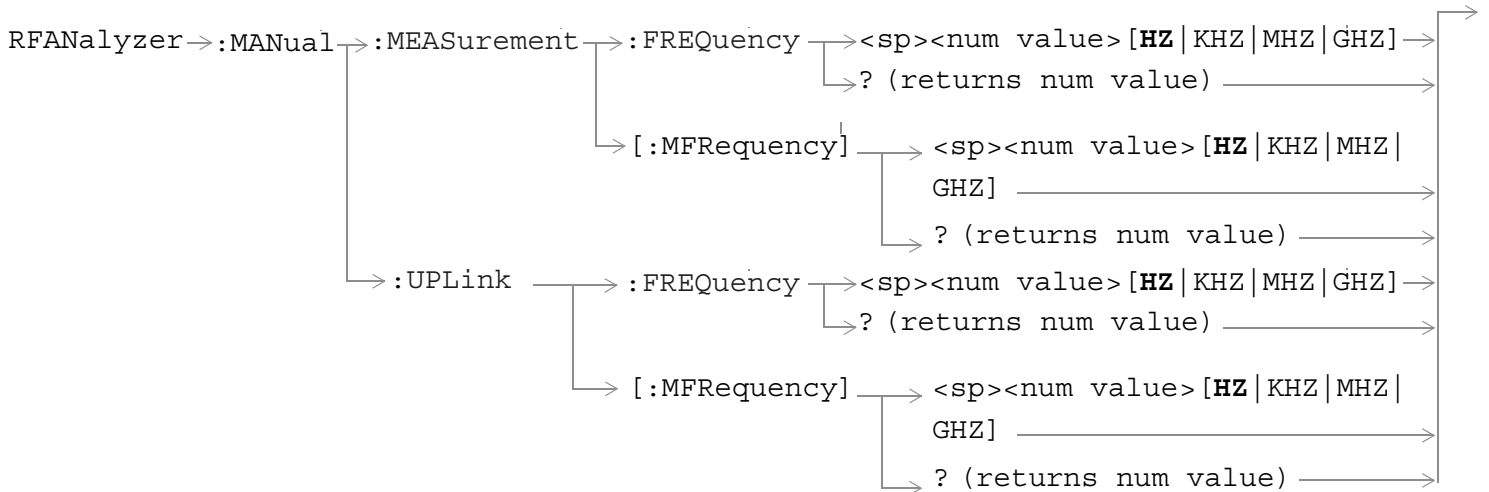 RFANalyzer :MANual :MEASurement :FREQuency <sp><num value>[HZ|KHZ|MHZ|GHZ]
? (returns num value)
[:MFRequency] <sp><num value>[HZ|KHZ|MHZ|
GHZ]
? (returns num value)
:UPLink :FREQuency <sp><num value>[HZ|KHZ|MHZ|GHZ]
? (returns num value)
[:MFRequency] <sp><num value>[HZ|KHZ|MHZ|
GHZ]
? (returns num value)